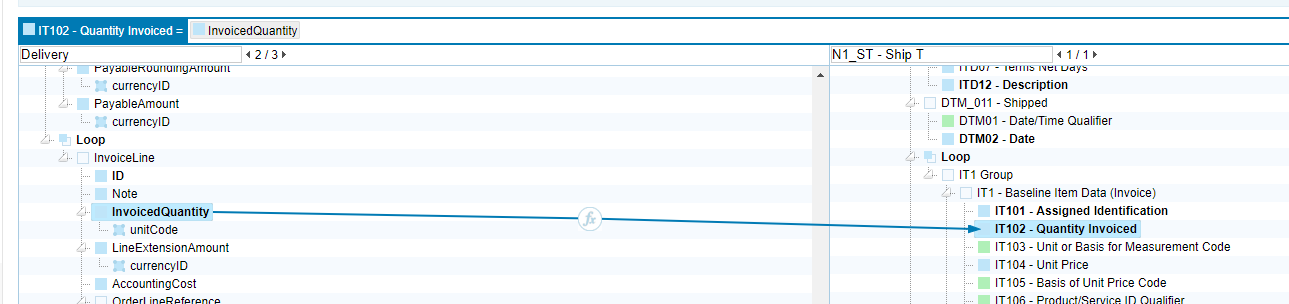 IT102 - Quantity Invoiced = InvoicedQuantity
Delivery 2 / 3
N1_ST - Ship T 1 / 1
PayableRoundingAmount
currencyID
PayableAmount
currencyID
Loop
InvoiceLine
ID
Note
InvoicedQuantity
unitCode
LineExtensionAmount
currencyID
AccountingCost
OrderLineReference
fx
ITD07 - Terms Net Days
ITD12 - Description
DTM_011 - Shipped
DTM01 - Date/Time Qualifier
DTM02 - Date
Loop
IT1 Group
IT1 - Baseline Item Data (Invoice)
IT101 - Assigned Identification
IT102 - Quantity Invoiced
IT103 - Unit or Basis for Measurement Code
IT104 - Unit Price
IT105 - Basis of Unit Price Code
IT106 - Product/Service ID Qualifier